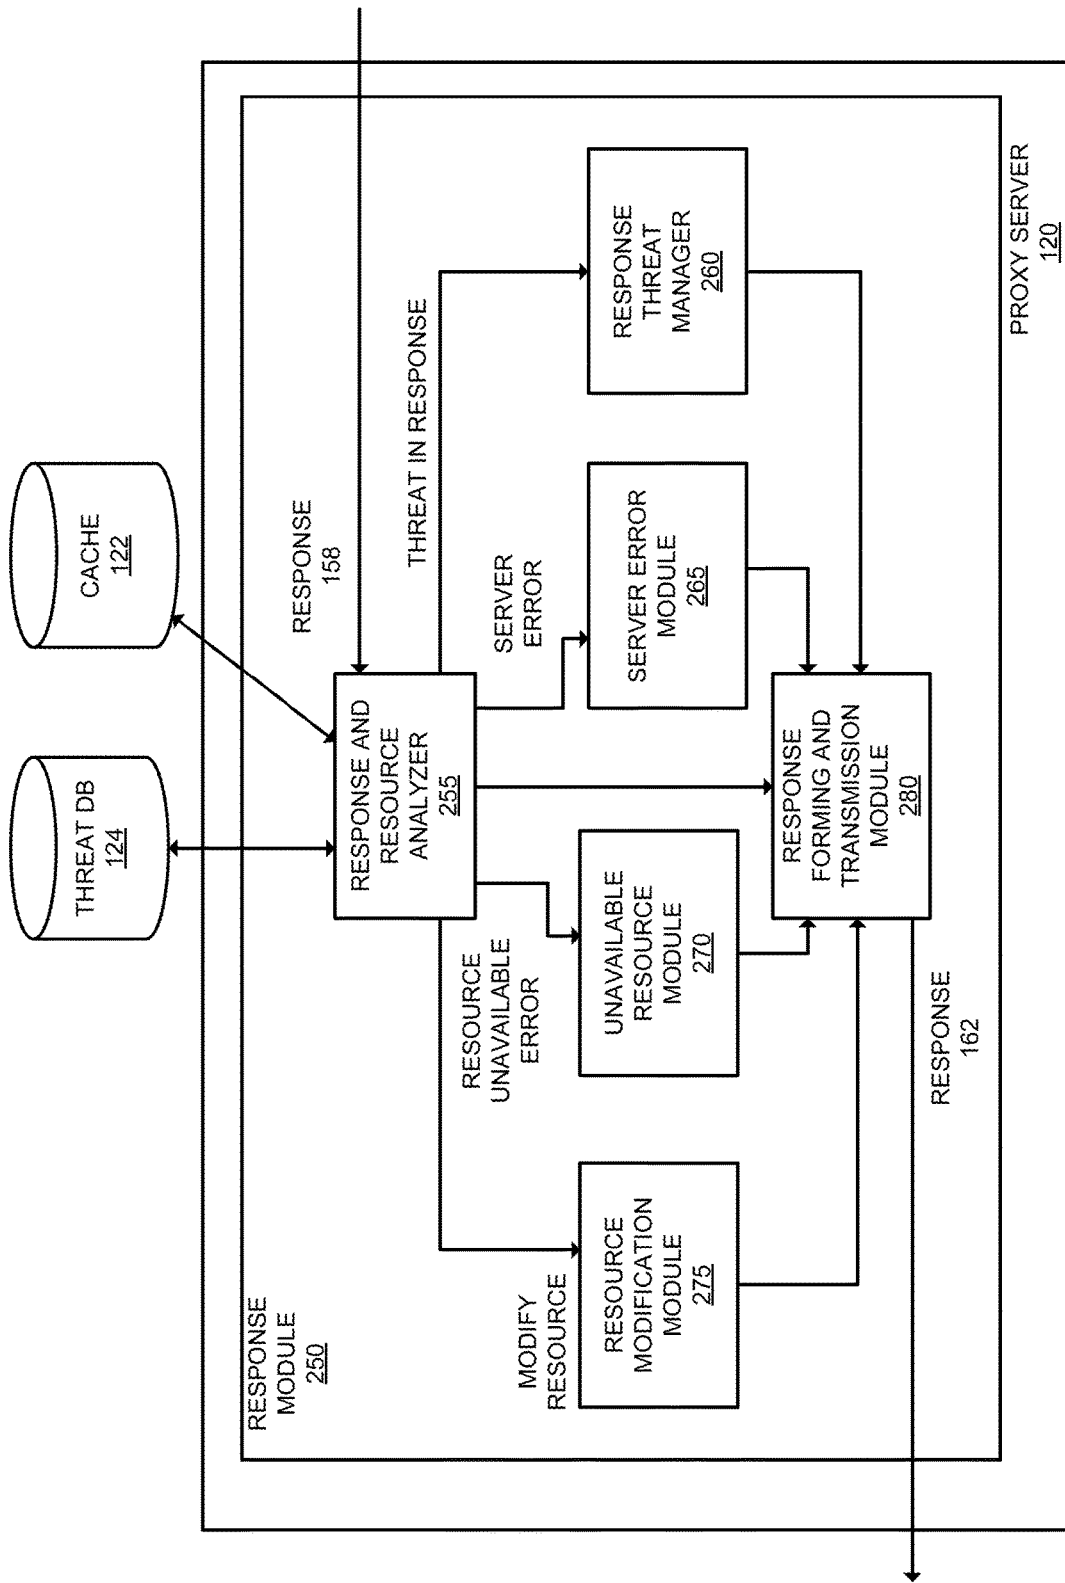 THREAT DB
124
CACHE
122
RESPONSE
MODULE
250
RESPONSE
158
RESPONSE AND
RESOURCE
ANALYZER
255
THREAT IN RESPONSE
SERVER
ERROR
RESOURCE
UNAVAILABLE
ERROR
MODIFY
RESOURCE
RESOURCE
MODIFICATION
MODULE
275
UNAVAILABLE
RESOURCE
MODULE
270
SERVER ERROR
MODULE
265
RESPONSE
THREAT
MANAGER
260
RESPONSE
FORMING AND
TRANSMISSION
MODULE
280
RESPONSE
162
PROXY SERVER
120